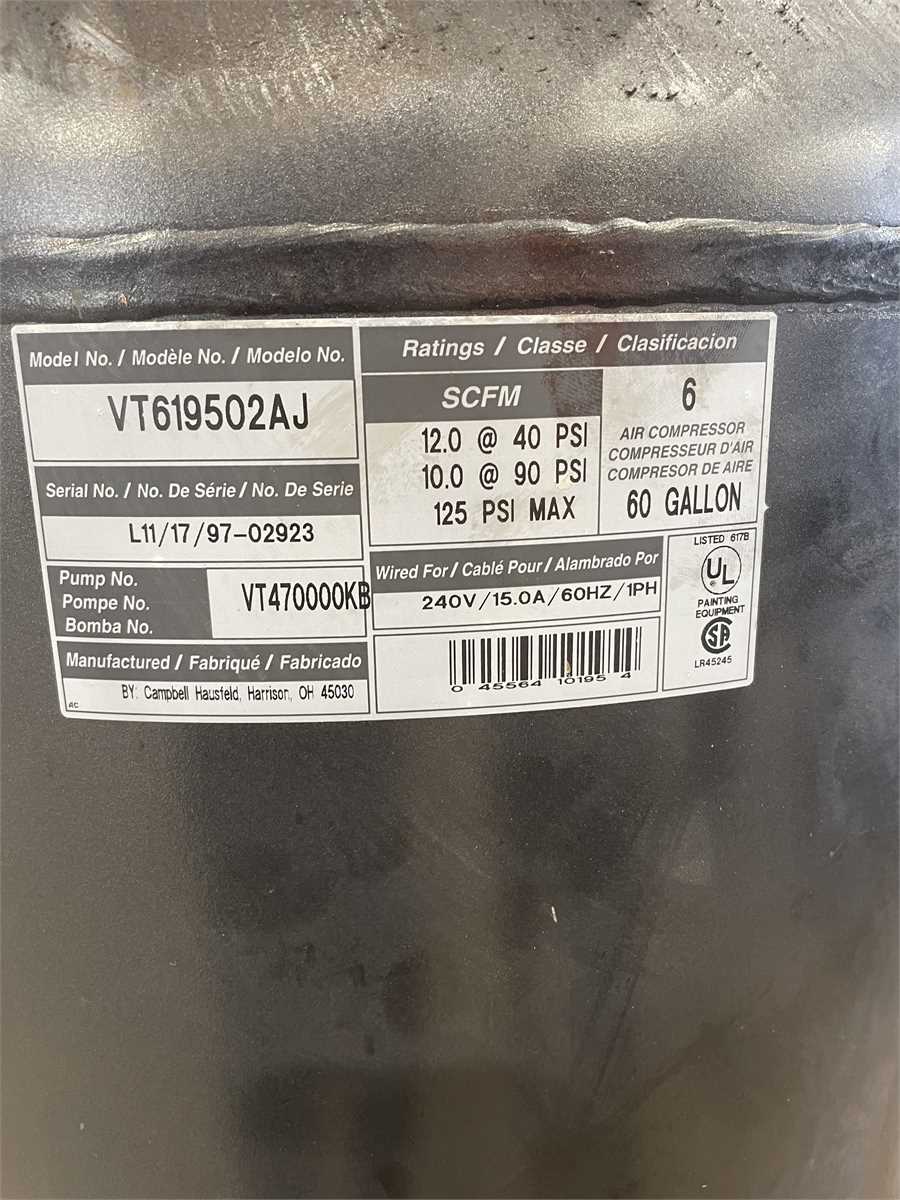 Model No. / Modèle No. / Modelo No.
VT619502AJ
Serial No. / No. De Série / No. De Serie
L11/17/97-02923
Pump No.
Pompe No.
Bomba No.
VT470000KB
Manufactured / Fabriqué / Fabricado
BY: Campbell Hausfeld, Harrison, OH 45030
AC
Ratings / Classe / Clasificacion
SCFM
12.0 @ 40 PSI
10.0 @ 90 PSI
125 PSI MAX
6
AIR COMPRESSOR
COMPRESSEUR D'AIR
COMPRESOR DE AIRE
60 GALLON
Wired For / Cablé Pour / Alambrado Por
240V/15.0A/60HZ/1PH
0 45564 10195 4
LISTED 617B
UL
PAINTING
EQUIPMENT
SA
LR45245